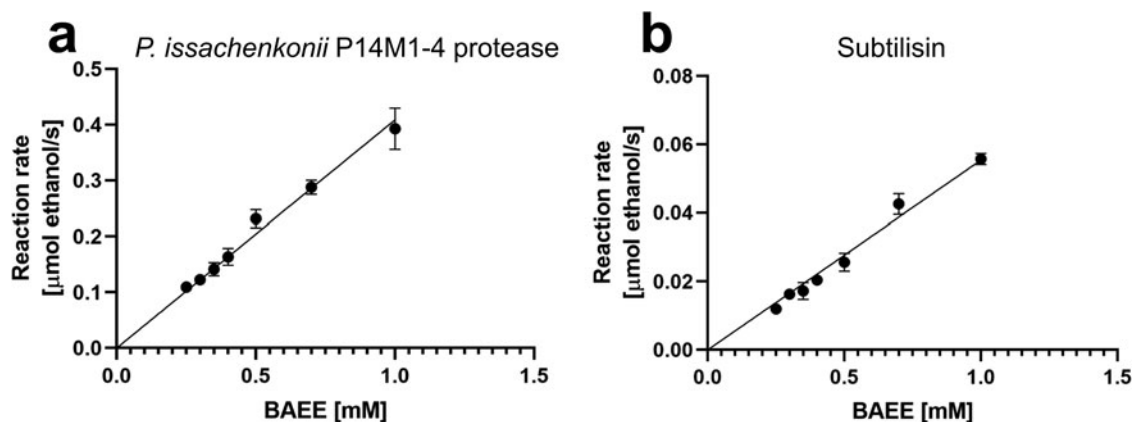 a P. issachenkonii P14M1-4 protease
Reaction rate
[μmol ethanol/s]
0.5
0.4
0.3
0.2
0.1
0.0
0.0 0.5 1.0 1.5
BAEE [mM]
b Subtilisin
Reaction rate
[μmol ethanol/s]
0.08
0.06
0.04
0.02
0.00
0.0 0.5 1.0 1.5
BAEE [mM]